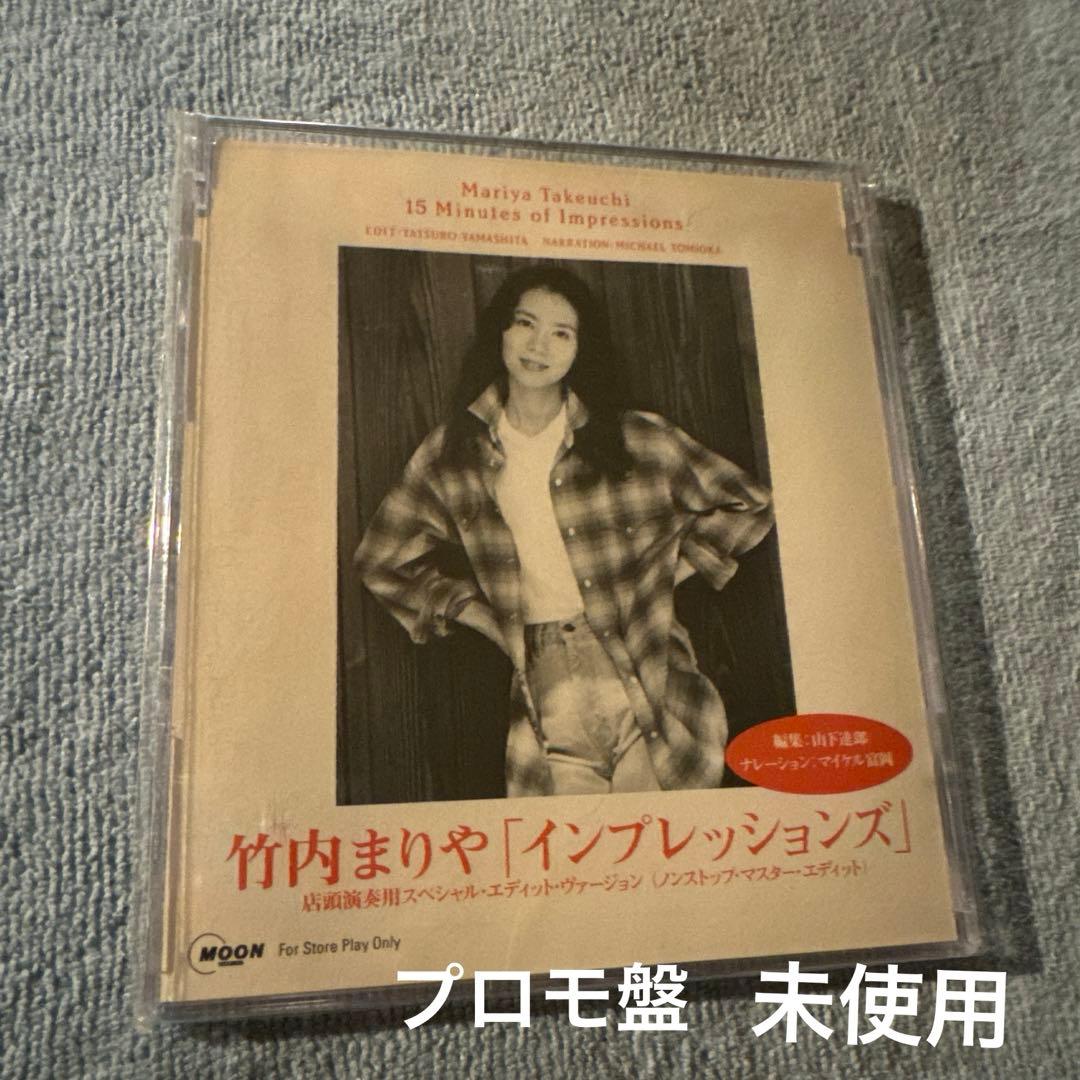 Mariya Takeuchi
15 Minutes of Impressions
EDIT:TATSURO YAMASHITA NARRATION:MICHAEL TOMIOKA
編集:山下達郎
ナレーション:マイケル富岡
竹内まりや「インプレッションズ」
店頭演奏用スペシャル・エディット・ヴァージョン(ノンストップ・マスター・エディット)
MOON RECORDS For Store Play Only
プロモ盤 未使用